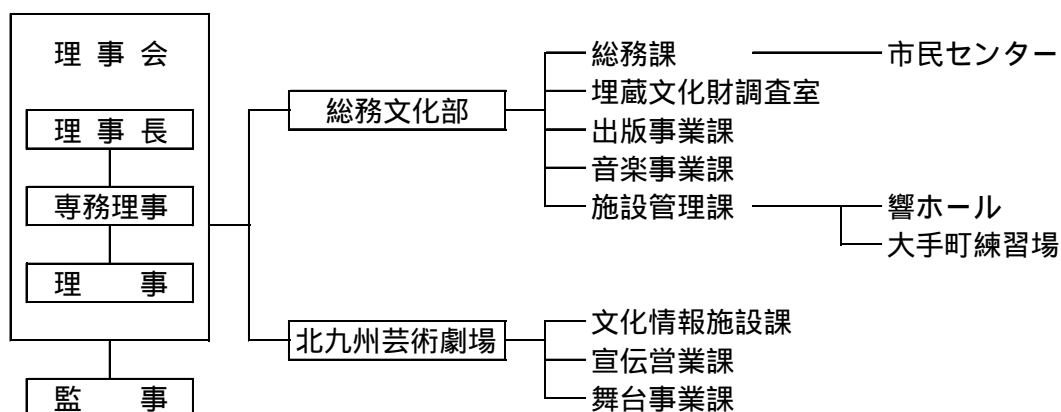 理事会
理事長
専務理事
理事
監事
総務文化部
総務課
市民センター
埋蔵文化財調査室
出版事業課
音楽事業課
施設管理課
響ホール
大手町練習場
北九州芸術劇場
文化情報施設課
宣伝営業課
舞台事業課